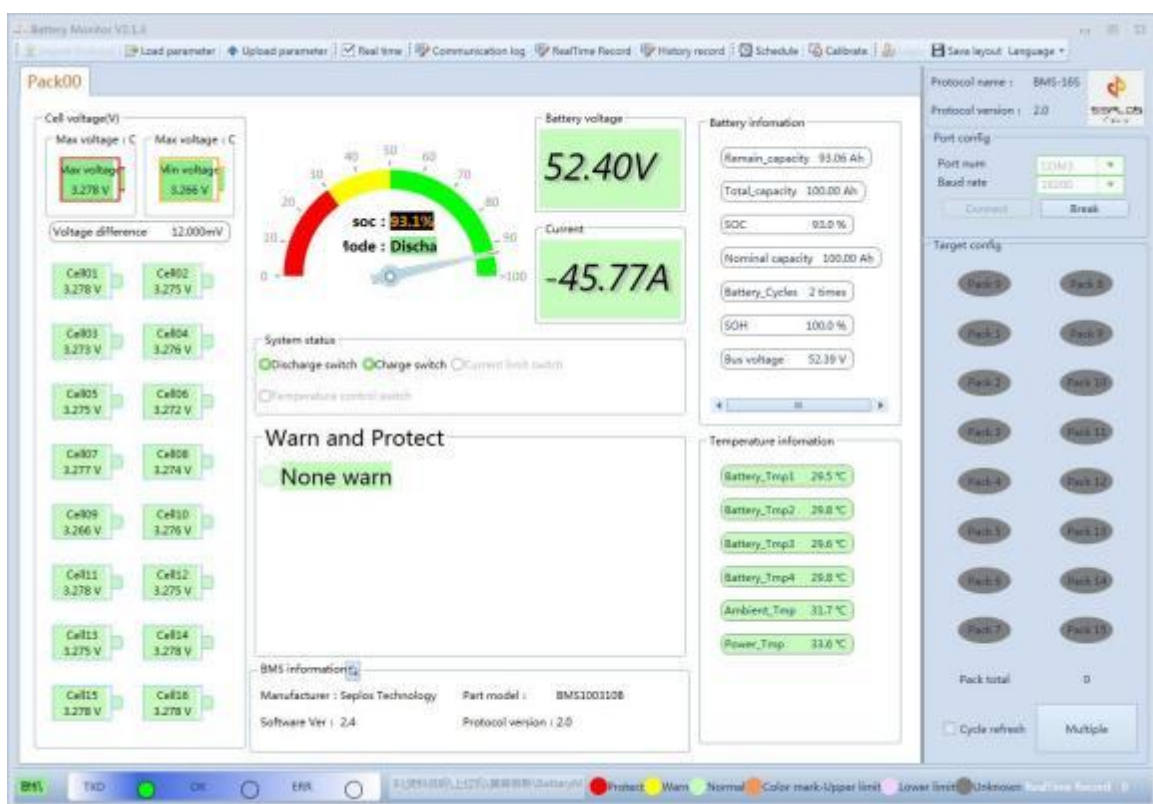 Battery Monitor V2.1.3
Load parameter Upload parameter Real time Communication log RealTime Record History record Schedule Calibrate Save layout Language
Pack00
Cell voltage(V)
Max voltage : C Max voltage : C
Max voltage
3.278 V
Min voltage
3.266 V
Voltage difference 12.000mV
Cell01
3.278 V
Cell02
3.275 V
Cell03
3.273 V
Cell04
3.276 V
Cell05
3.275 V
Cell06
3.272 V
Cell07
3.277 V
Cell08
3.274 V
Cell09
3.266 V
Cell10
3.276 V
Cell11
3.278 V
Cell12
3.275 V
Cell13
3.275 V
Cell14
3.278 V
Cell15
3.278 V
Cell16
3.278 V
0 10 20 30 40 50 60 70 80 90 100
soc : 93.1%
Mode : Discha
Battery voltage
52.40V
Current
-45.77A
System status
Discharge switch Charge switch Current limit switch
Temperature control switch
Warn and Protect
None warn
BMS information
Manufacturer : Seplos Technology Part model : BMS1003108
Software Ver : 2.4 Protocol version : 2.0
Battery infomation
Remain_capacity 93.06 Ah
Total_capacity 100.00 Ah
SOC 93.0 %
Nominal capacity 100.00 Ah
Battery_Cycles 2 times
SOH 100.0 %
Bus voltage 52.39 V
Temperature infomation
Battery_Tmp1 29.5 ℃
Battery_Tmp2 29.8 ℃
Battery_Tmp3 29.6 ℃
Battery_Tmp4 29.8 ℃
Ambient_Tmp 31.7 ℃
Power_Tmp 33.6 ℃
Protocol name : BMS-16S
Protocol version : 2.0
SEPLOS
Port config
Port num COM3
Baud rate 19200
Connect Break
Target config
Pack 0 Pack 8
Pack 1 Pack 9
Pack 2 Pack 10
Pack 3 Pack 11
Pack 4 Pack 12
Pack 5 Pack 13
Pack 6 Pack 14
Pack 7 Pack 15
Pack total 0
Cycle refresh Multiple
TXD OK ERR Protect Warn Normal Color mark-Upper limit Lower limit Unknown RealTime Record : 0